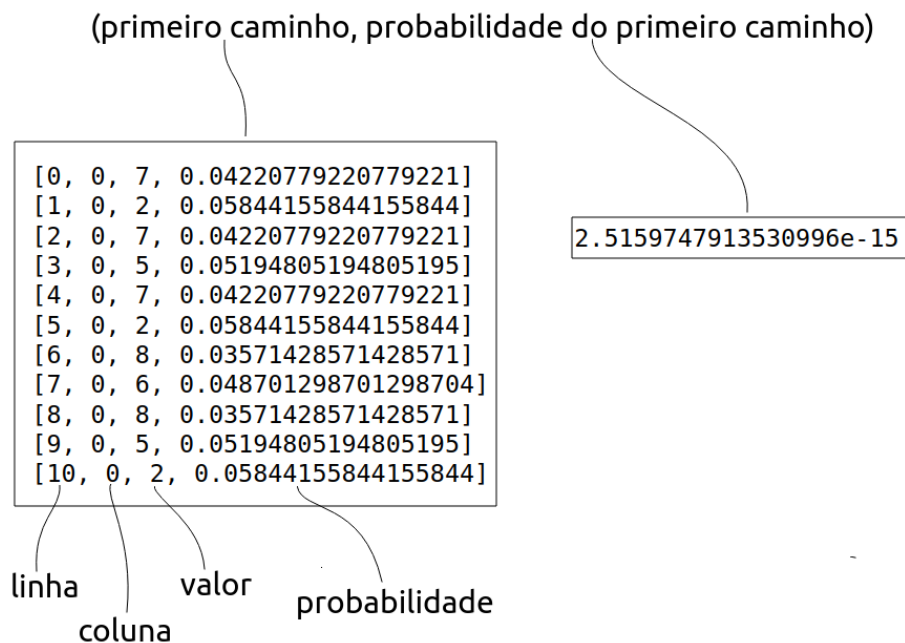 (primeiro caminho, probabilidade do primeiro caminho)
[0, 0, 7, 0.04220779220779221]
[1, 0, 2, 0.05844155844155844]
[2, 0, 7, 0.04220779220779221]
[3, 0, 5, 0.05194805194805195]
[4, 0, 7, 0.04220779220779221]
[5, 0, 2, 0.05844155844155844]
[6, 0, 8, 0.03571428571428571]
[7, 0, 6, 0.048701298701298704]
[8, 0, 8, 0.03571428571428571]
[9, 0, 5, 0.05194805194805195]
[10, 0, 2, 0.05844155844155844]
2.5159747913530996e-15
linha
coluna
valor
probabilidade